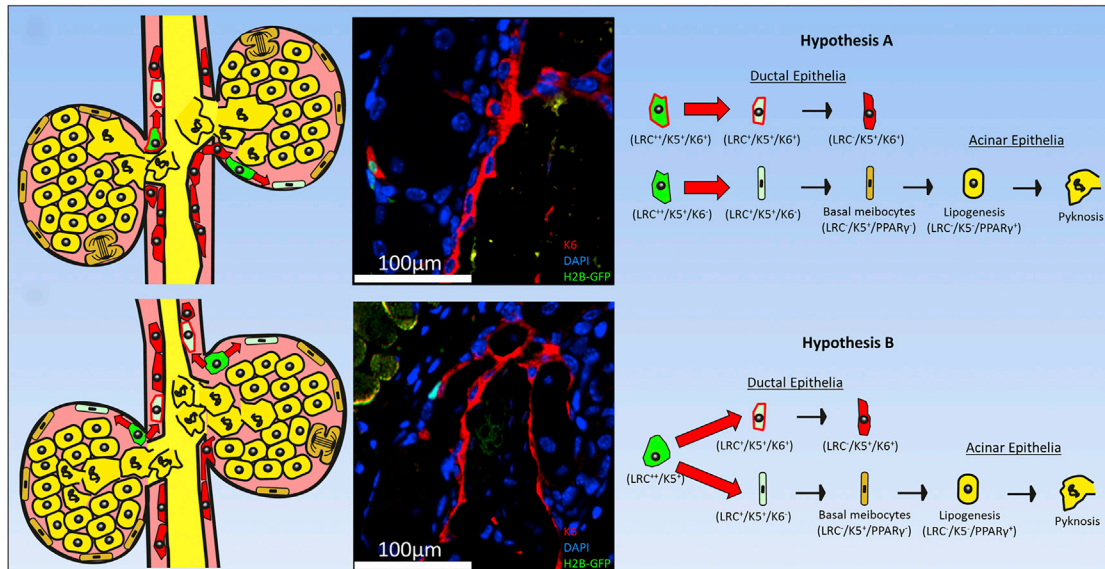 Hypothesis A
Ductal Epithelia
(LRC⁺⁺/K5⁺/K6⁺) (LRC⁺/K5⁺/K6⁺) (LRC⁻/K5⁺/K6⁺)
Acinar Epithelia
(LRC⁺⁺/K5⁺/K6⁻) (LRC⁺/K5⁺/K6⁻) Basal meibocytes Lipogenesis Pyknosis
(LRC⁻/K5⁺/PPARγ⁻) (LRC⁻/K5⁻/PPARγ⁺)
K6
DAPI
H2B-GFP
100μm
Hypothesis B
Ductal Epithelia
(LRC⁺/K5⁺/K6⁺) (LRC⁻/K5⁺/K6⁺)
Acinar Epithelia
(LRC⁺⁺/K5⁺)
(LRC⁺/K5⁺/K6⁻) Basal meibocytes Lipogenesis Pyknosis
(LRC⁻/K5⁺/PPARγ⁻) (LRC⁻/K5⁻/PPARγ⁺)
DAPI
H2B-GFP
100μm